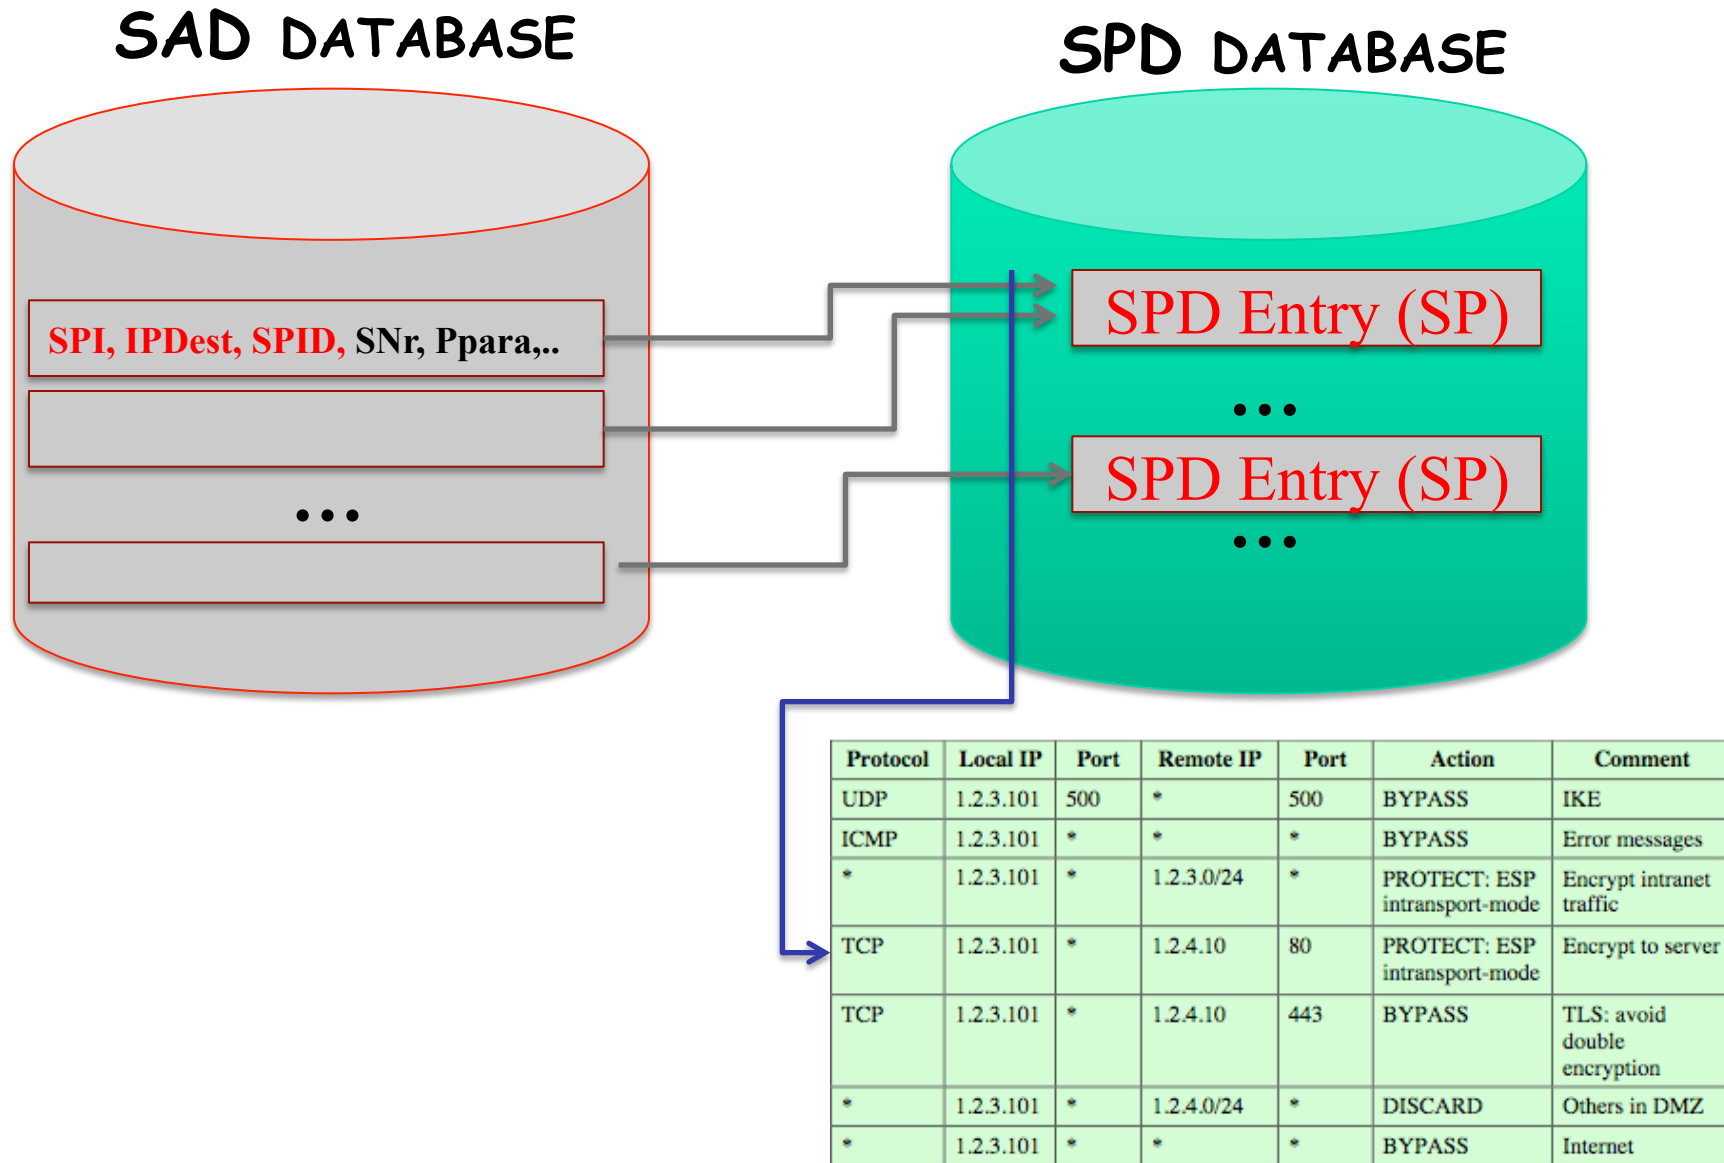 SAD DATABASE
SPD DATABASE
SPI, IPDest, SPID, SNr, Ppara,..
...
SPD Entry (SP)
...
SPD Entry (SP)
...
Protocol Local IP Port Remote IP Port Action Comment
UDP 1.2.3.101 500 * 500 BYPASS IKE
ICMP 1.2.3.101 * * * BYPASS Error messages
* 1.2.3.101 * 1.2.3.0/24 * PROTECT: ESP Encrypt intranet
intransport-mode traffic
TCP 1.2.3.101 * 1.2.4.10 80 PROTECT: ESP Encrypt to server
intransport-mode
TCP 1.2.3.101 * 1.2.4.10 443 BYPASS TLS: avoid
double
encryption
* 1.2.3.101 * 1.2.4.0/24 * DISCARD Others in DMZ
* 1.2.3.101 * * * BYPASS Internet